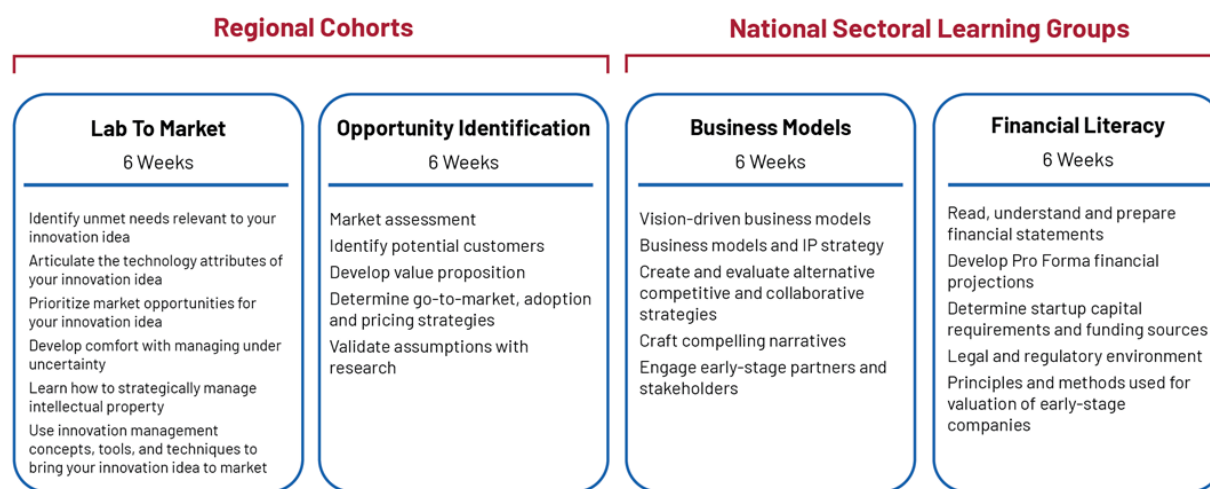 Regional Cohorts
National Sectoral Learning Groups
Lab To Market
6 Weeks
Identify unmet needs relevant to your
innovation idea
Articulate the technology attributes of
your innovation idea
Prioritize market opportunities for
your innovation idea
Develop comfort with managing under
uncertainty
Learn how to strategically manage
intellectual property
Use innovation management
concepts, tools, and techniques to
bring your innovation idea to market
Opportunity Identification
6 Weeks
Market assessment
Identify potential customers
Develop value proposition
Determine go-to-market, adoption
and pricing strategies
Validate assumptions with
research
Business Models
6 Weeks
Vision-driven business models
Business models and IP strategy
Create and evaluate alternative
competitive and collaborative
strategies
Craft compelling narratives
Engage early-stage partners and
stakeholders
Financial Literacy
6 Weeks
Read, understand and prepare
financial statements
Develop Pro Forma financial
projections
Determine startup capital
requirements and funding sources
Legal and regulatory environment
Principles and methods used for
valuation of early-stage
companies